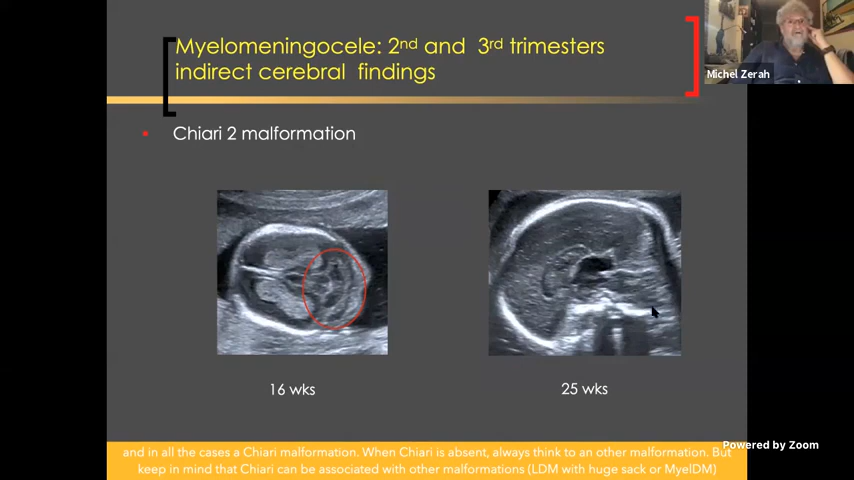 Myelomeningocele: 2nd and 3rd trimesters
indirect cerebral findings
Michel Zerah
Chiari 2 malformation
16 wks
25 wks
Powered by Zoom
and in all the cases a Chiari malformation. When Chiari is absent, always think to an other malformation. But
keep in mind that Chiari can be associated with other malformations (LDM with huge sack or MyelDM)